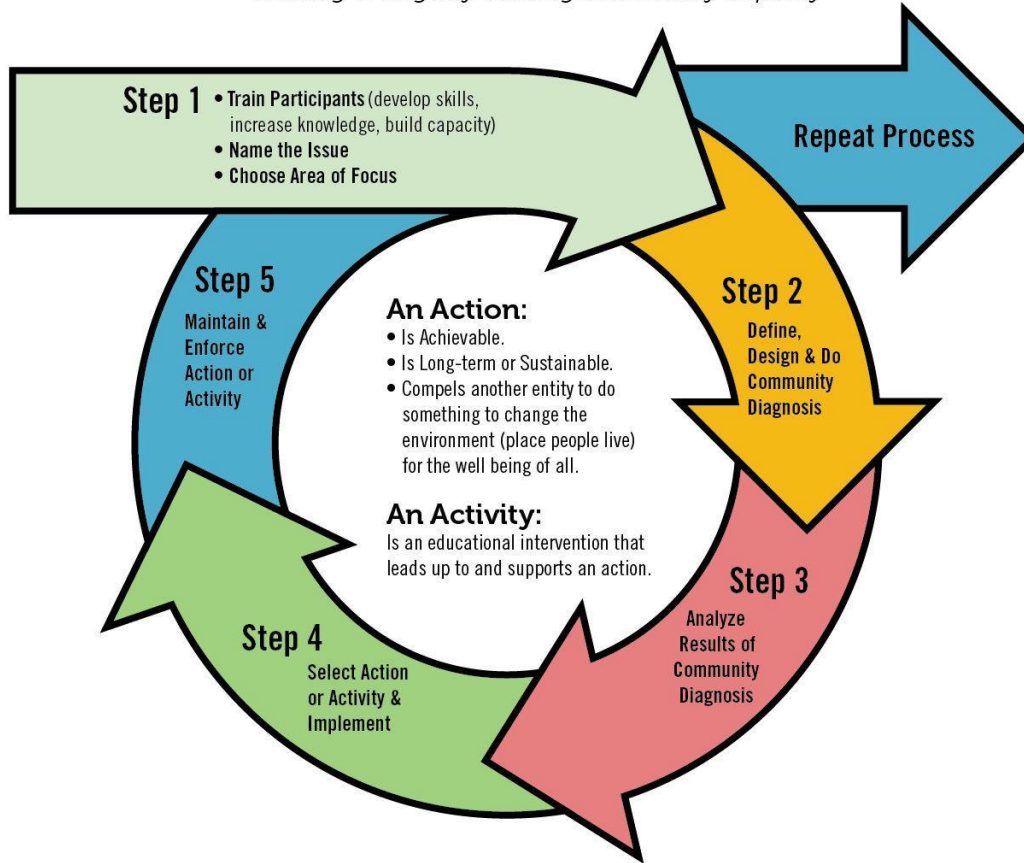 Step 1
• Train Participants (develop skills,
increase knowledge, build capacity)
• Name the Issue
• Choose Area of Focus
Repeat Process
Step 2
Define,
Design & Do
Community
Diagnosis
Step 3
Analyze
Results of
Community
Diagnosis
Step 4
Select Action
or Activity &
Implement
Step 5
Maintain &
Enforce
Action or
Activity
An Action:
• Is Achievable.
• Is Long-term or Sustainable.
• Compels another entity to do
something to change the
environment (place people live)
for the well being of all.
An Activity:
Is an educational intervention that
leads up to and supports an action.